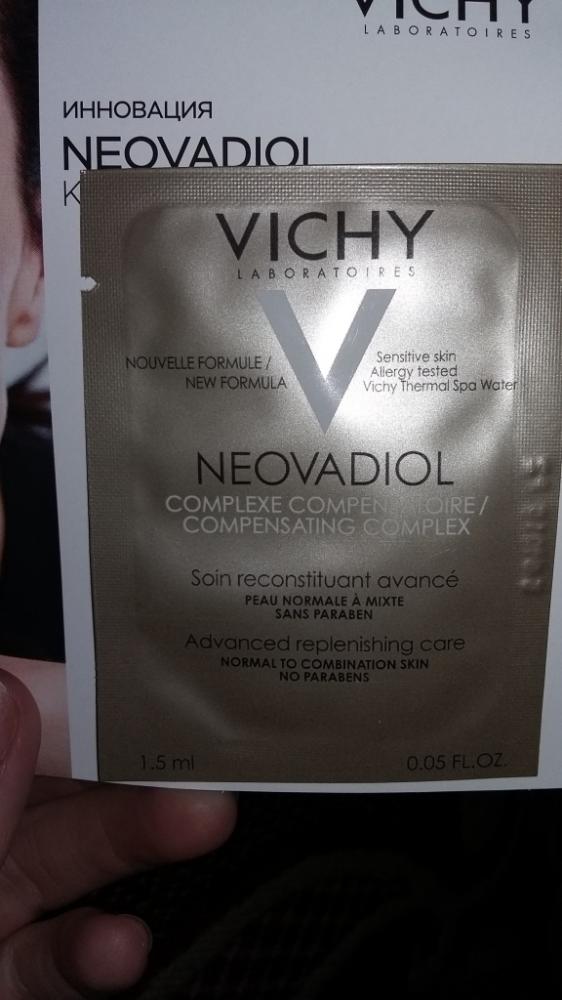 VICHY
LABORATOIRES
ИННОВАЦИЯ
NEOVADIOL
VICHY
LABORATOIRES
NOUVELLE FORMULE /
NEW FORMULA
Sensitive skin
Allergy tested
Vichy Thermal Spa Water
NEOVADIOL
COMPLEXE COMPENSATOIRE /
COMPENSATING COMPLEX
Soin reconstituant avancé
PEAU NORMALE À MIXTE
SANS PARABEN
Advanced replenishing care
NORMAL TO COMBINATION SKIN
NO PARABENS
1.5 ml
0.05 FL.OZ.